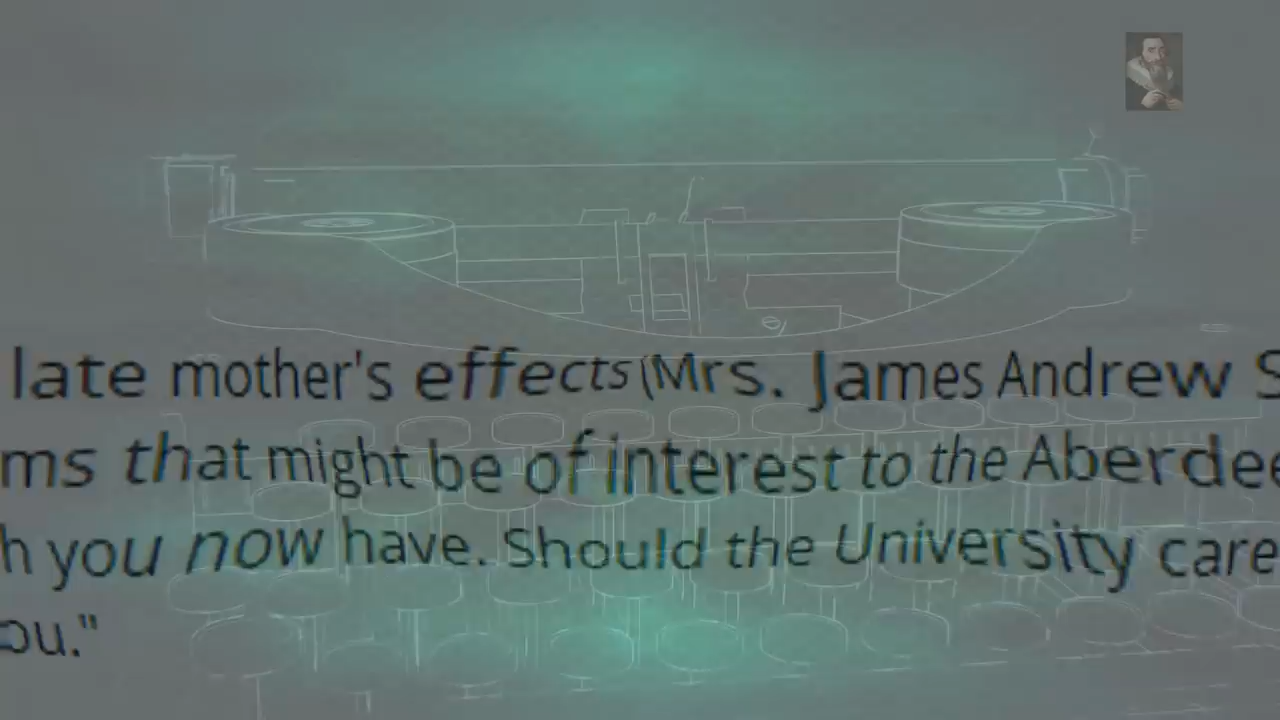 late mother's effects (Mrs. James Andrew S
ms that might be of interest to the Aberdee
h you now have. Should the University care
ou."